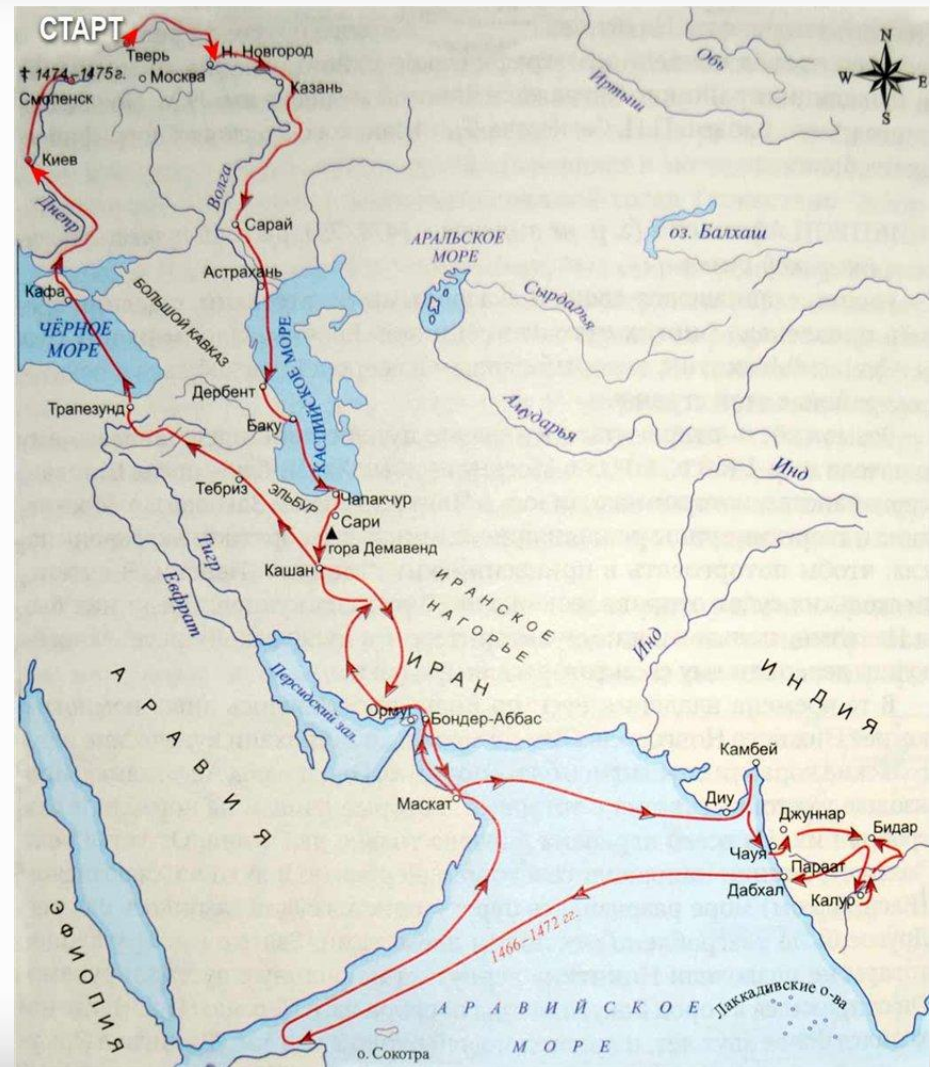 СТАРТ
Тверь
Н. Новгород
Москва
† 1474–1475г.
Смоленск
Казань
Иртыш
Обь
N
W
E
S
Киев
Днепр
Волга
Сарай
оз. Балхаш
АРАЛЬСКОЕ
МОРЕ
Астрахань
Сырдарья
Кафа
БОЛЬШОЙ КАВКАЗ
ЧЁРНОЕ
МОРЕ
КАСПИЙСКОЕ МОРЕ
Дербент
Баку
Трапезунд
Амударья
Инд
Тебриз
ЭЛЬБУР
Чапакчур
Сари
гора Демавенд
Кашан
Тигр
Евфрат
ИРАНСКОЕ
НАГОРЬЕ
ИРАН
Инд
ИНДИЯ
Персидский зал.
Ормуз
Бондер-Аббас
АРАВИЯ
Маскат
Камбей
Диу
Джуннар
Бидар
Чауя
Параат
Дабхал
Калур
1466–1472 гг.
ЭФИОПИЯ
АРАВИЙСКОЕ
МОРЕ
Лаккадивские о-ва
о. Сокотра